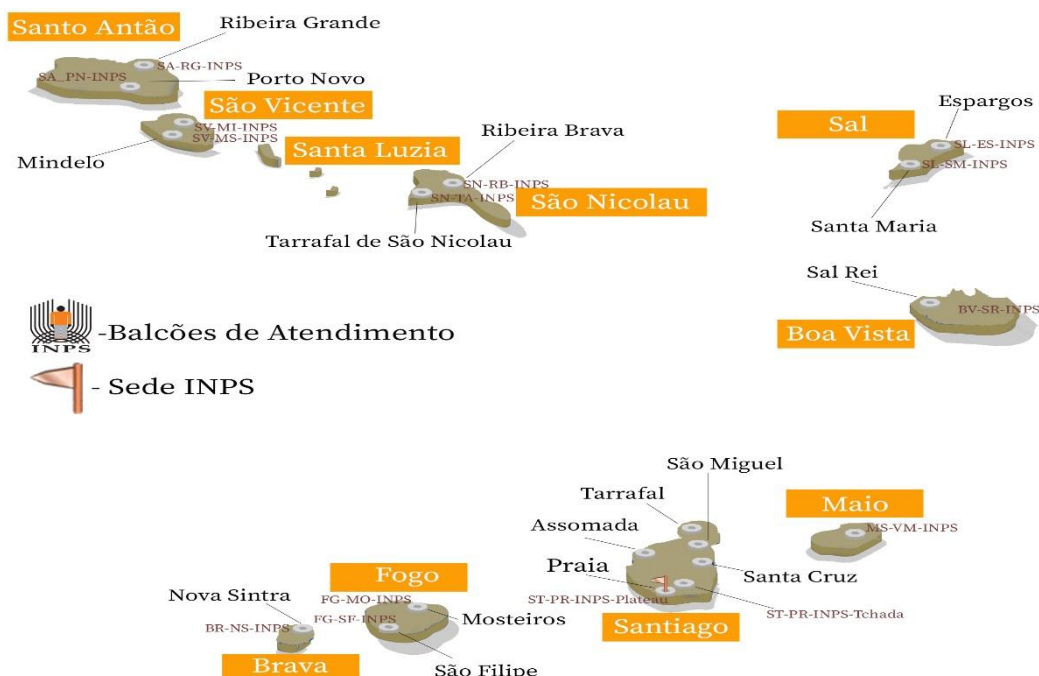 Santo Antão
Ribeira Grande
SA-RG-INPS
SA_PN-INPS
Porto Novo
São Vicente
SV-MI-INPS
SV-MS-INPS
Mindelo
Santa Luzia
Ribeira Brava
SN-RB-INPS
SN-TA-INPS
São Nicolau
Tarrafal de São Nicolau
Espargos
Sal
SL-ES-INPS
SL-SM-INPS
Santa Maria
Sal Rei
BV-SR-INPS
Boa Vista
INPS
-Balcões de Atendimento
- Sede INPS
São Miguel
Tarrafal
Maio
Assomada
MS-VM-INPS
Praia
Santa Cruz
ST-PR-INPS-Plateau
ST-PR-INPS-Tchada
Santiago
Fogo
Nova Sintra
FG-MO-INPS
FG-SF-INPS
Mosteiros
BR-NS-INPS
Brava
São Filipe